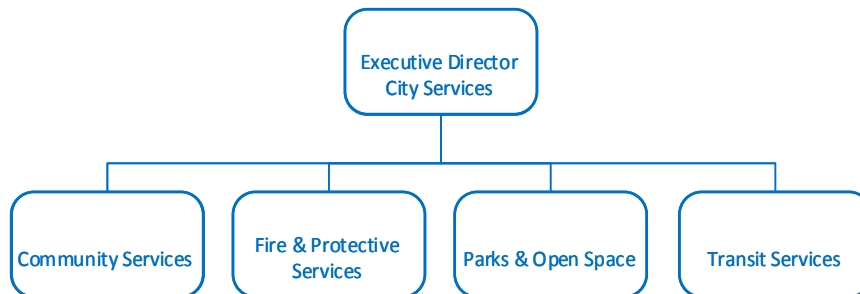 Executive Director
City Services
Community Services
Fire & Protective
Services
Parks & Open Space
Transit Services